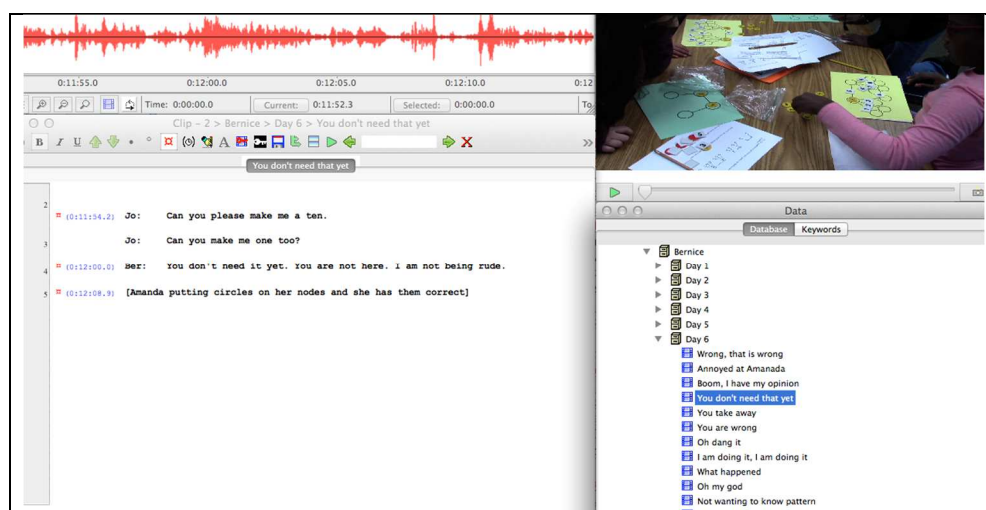 0:11:55.0 0:12:00.0 0:12:05.0 0:12:10.0 0:12
Time: 0:00:00.0 Current: 0:11:52.3 Selected: 0:00:00.0 To
Clip – 2 > Bernice > Day 6 > You don't need that yet
B I U A X »
You don't need that yet
2
(0:11:54.2) Jo: Can you please make me a ten.
3 Jo: Can you make me one too?
4 (0:12:00.0) Ber: You don't need it yet. You are not here. I am not being rude.
5 (0:12:08.9) [Amanda putting circles on her nodes and she has them correct]
Data
Database Keywords
Bernice
Day 1
Day 2
Day 3
Day 4
Day 5
Day 6
Wrong, that is wrong
Annoyed at Amanada
Boom, I have my opinion
You don't need that yet
You take away
You are wrong
Oh dang it
I am doing it, I am doing it
What happened
Oh my god
Not wanting to know pattern